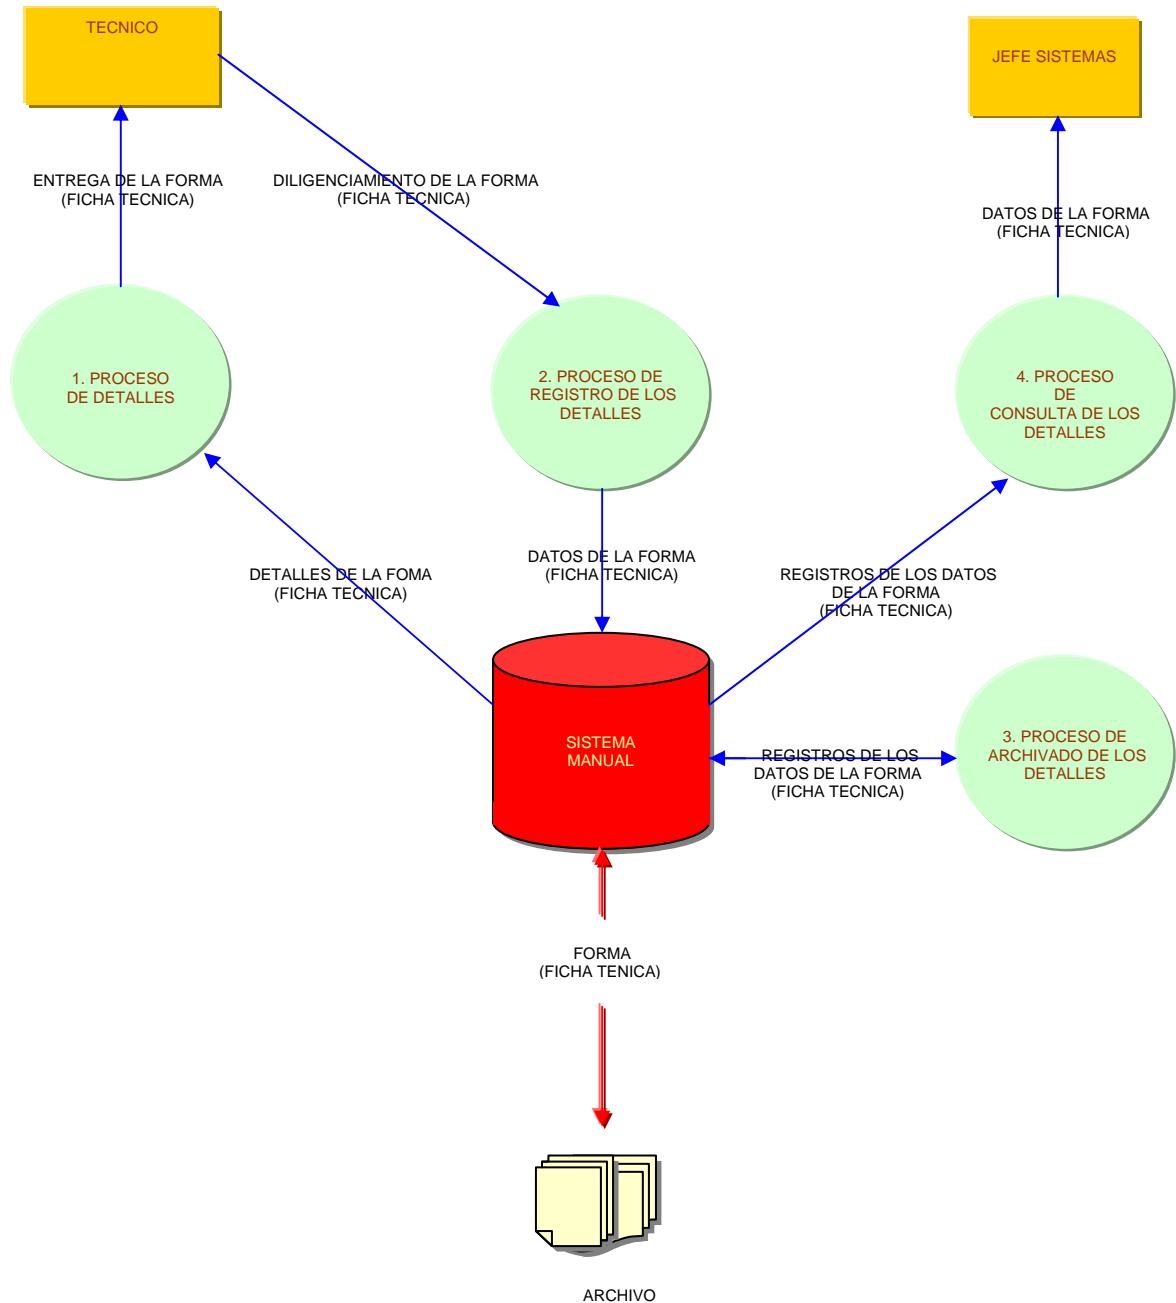 TECNICO
JEFE SISTEMAS
ENTREGA DE LA FORMA
(FICHA TECNICA)
DILIGENCIAMIENTO DE LA FORMA
(FICHA TECNICA)
DATOS DE LA FORMA
(FICHA TECNICA)
1. PROCESO
DE DETALLES
2. PROCESO DE
REGISTRO DE LOS
DETALLES
4. PROCESO
DE
CONSULTA DE LOS
DETALLES
DETALLES DE LA FOMA
(FICHA TECNICA)
DATOS DE LA FORMA
(FICHA TECNICA)
REGISTROS DE LOS DATOS
DE LA FORMA
(FICHA TECNICA)
SISTEMA
MANUAL
REGISTROS DE LOS
DATOS DE LA FORMA
(FICHA TECNICA)
3. PROCESO DE
ARCHIVADO DE LOS
DETALLES
FORMA
(FICHA TENICA)
ARCHIVO